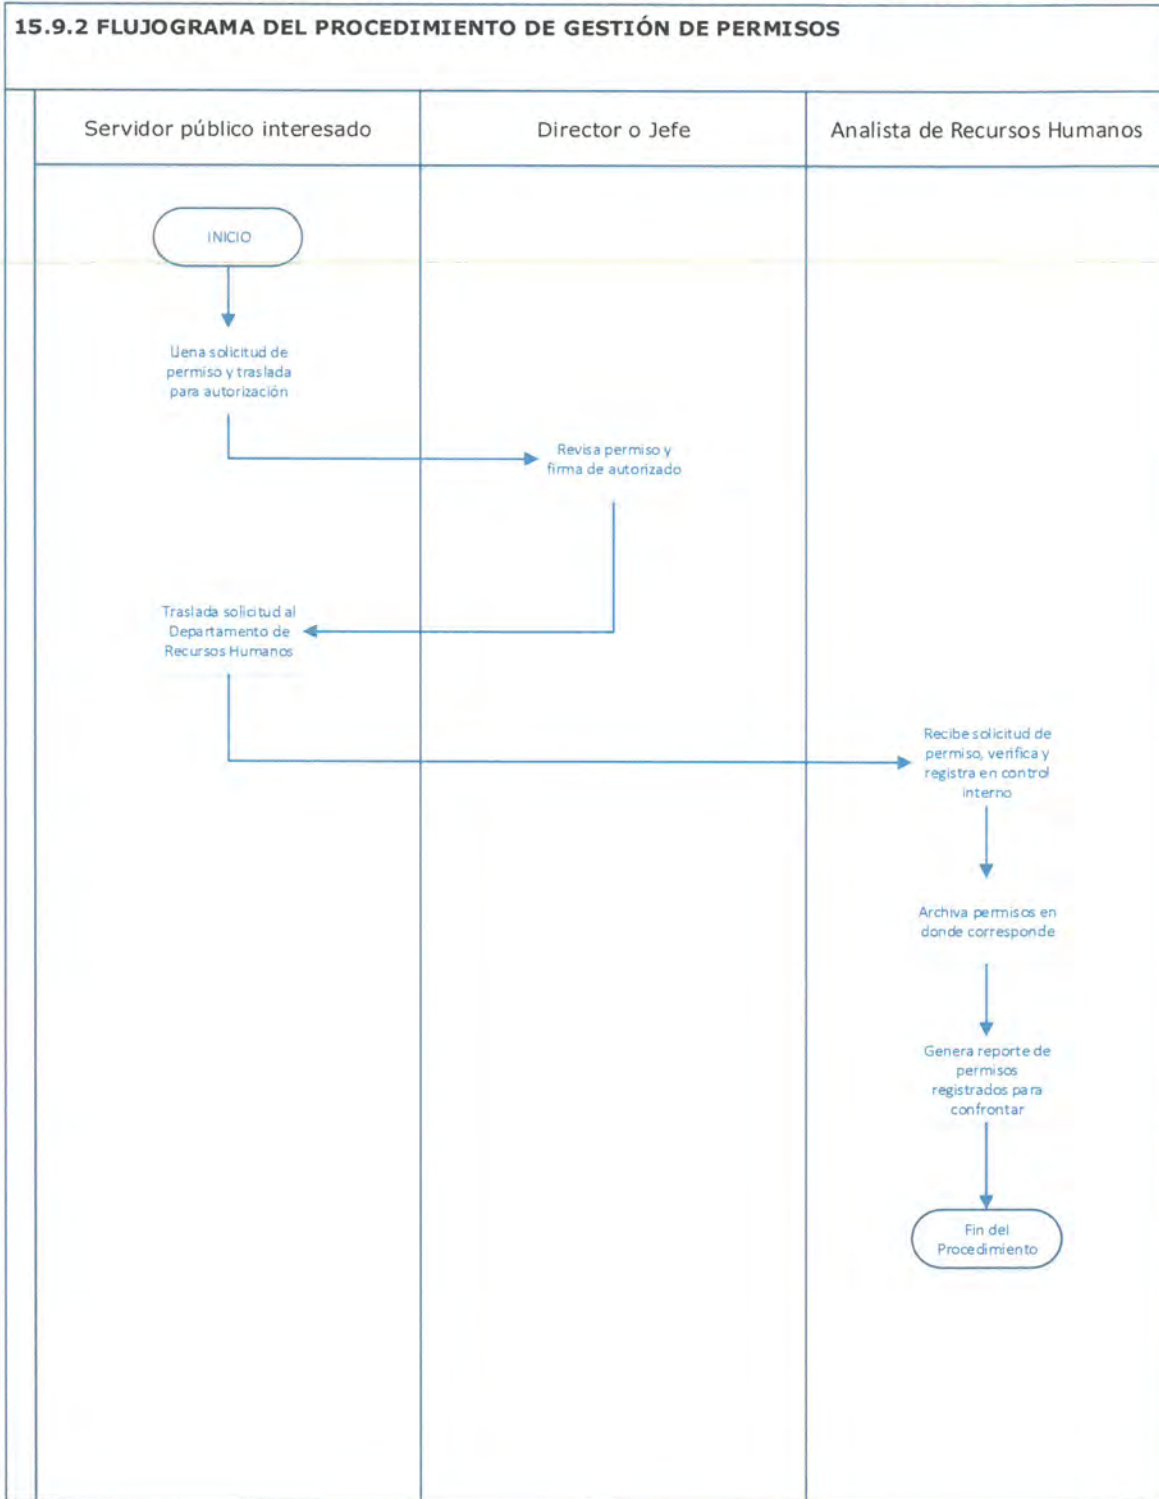 15.9.2 FLUJOGRAMA DEL PROCEDIMIENTO DE GESTIÓN DE PERMISOS
Servidor público interesado
Director o Jefe
Analista de Recursos Humanos
INICIO
Llena solicitud de
permiso y traslada
para autorización
Revisa permiso y
firma de autorizado
Traslada solicitud al
Departamento de
Recursos Humanos
Recibe solicitud de
permiso, verifica y
registra en control
interno
Archiva permisos en
donde corresponde
Genera reporte de
permisos
registrados para
confrontar
Fin del
Procedimiento